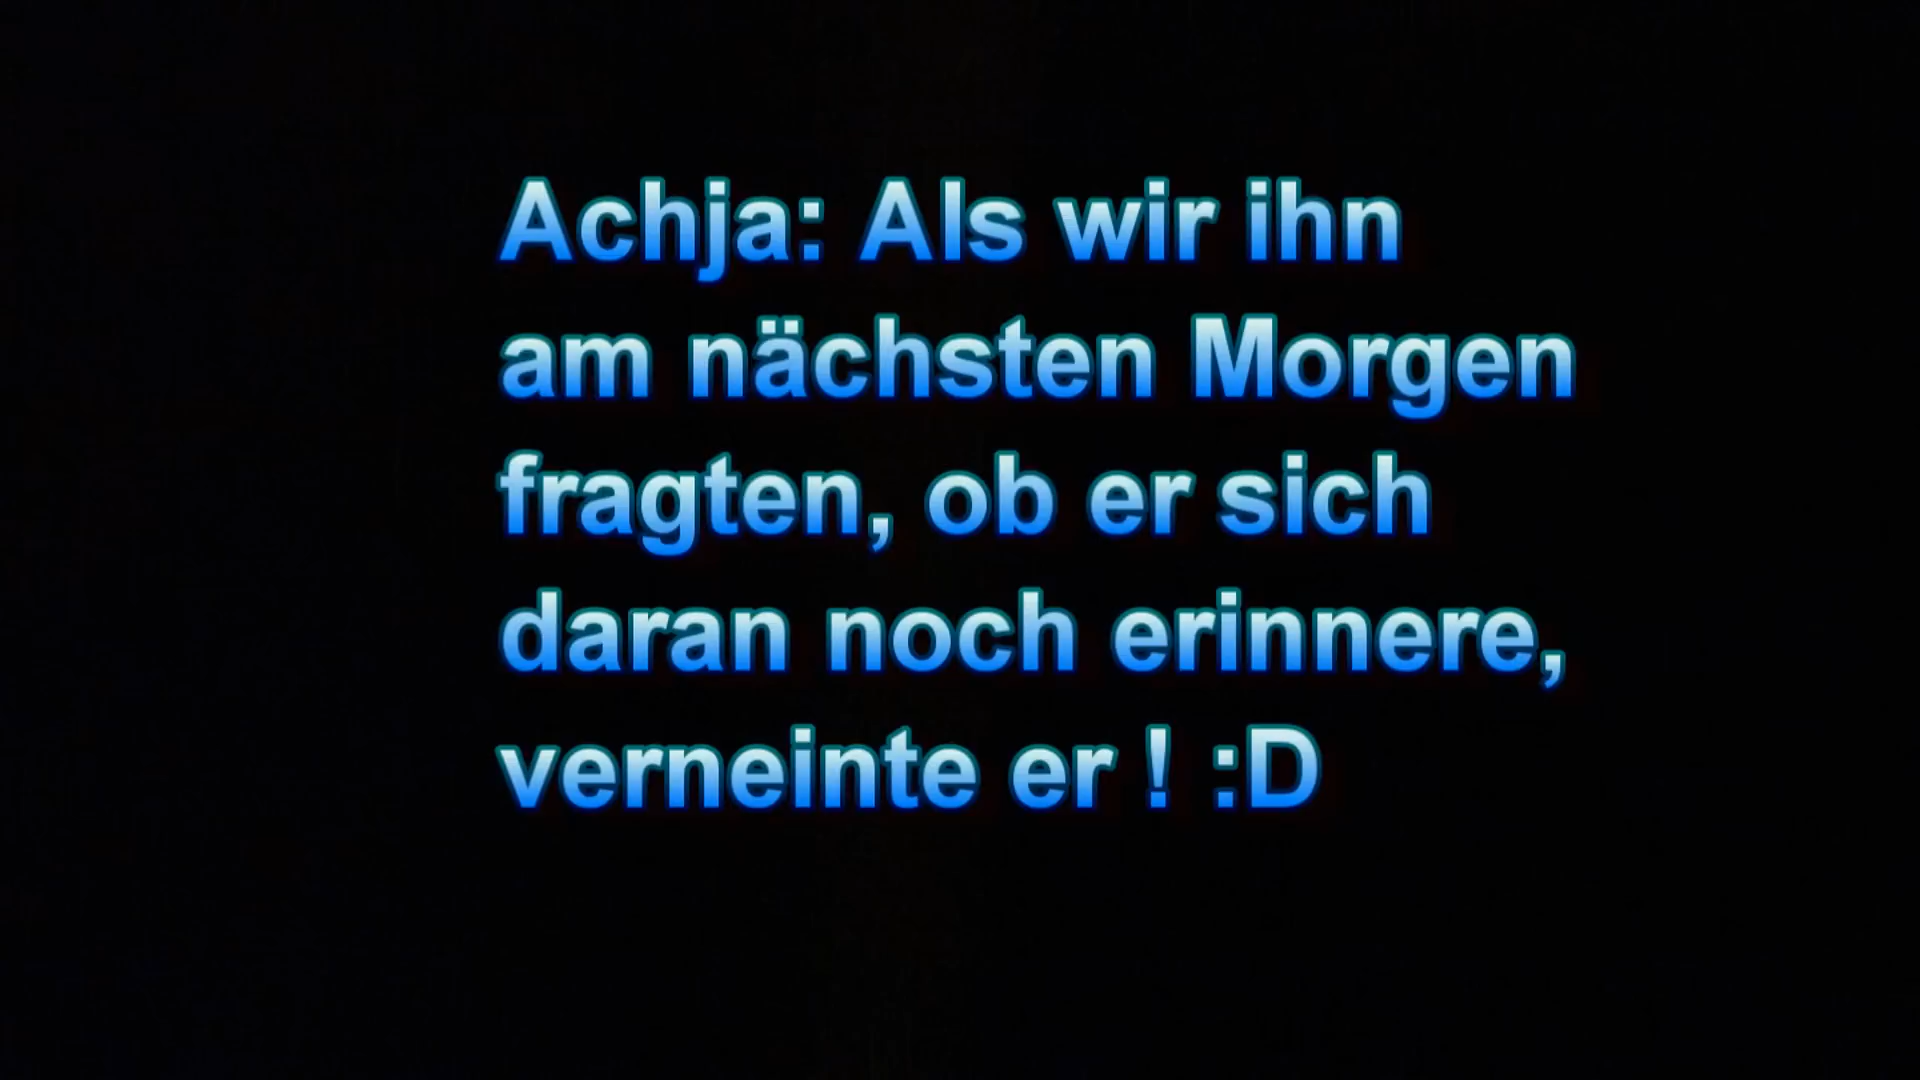 Achja: Als wir ihn
am nächsten Morgen
fragten, ob er sich
daran noch erinnere,
verneinte er ! :D